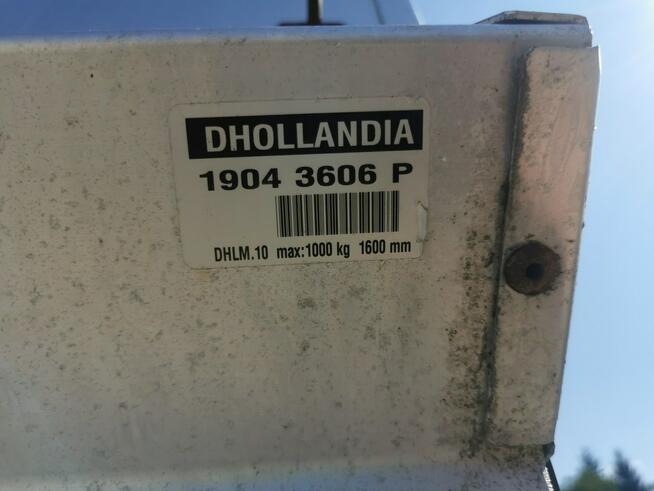 DHOLLANDIA
1904 3606 P
DHLM.10 max:1000 kg 1600 mm